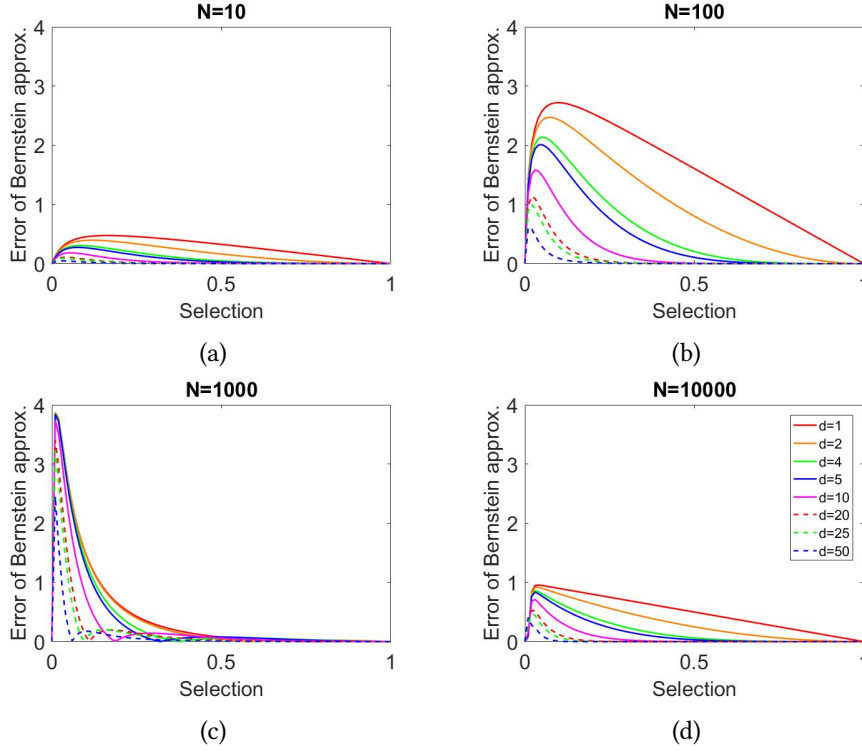 N=10
Error of Bernstein approx.
4
3
2
1
0
0
0.5
1
Selection
(a)
N=100
Error of Bernstein approx.
4
3
2
1
0
0
0.5
1
Selection
(b)
N=1000
Error of Bernstein approx.
4
3
2
1
0
0
0.5
1
Selection
(c)
N=10000
Error of Bernstein approx.
4
3
2
1
0
0
0.5
1
Selection
d=1
d=2
d=4
d=5
d=10
d=20
d=25
d=50
(d)